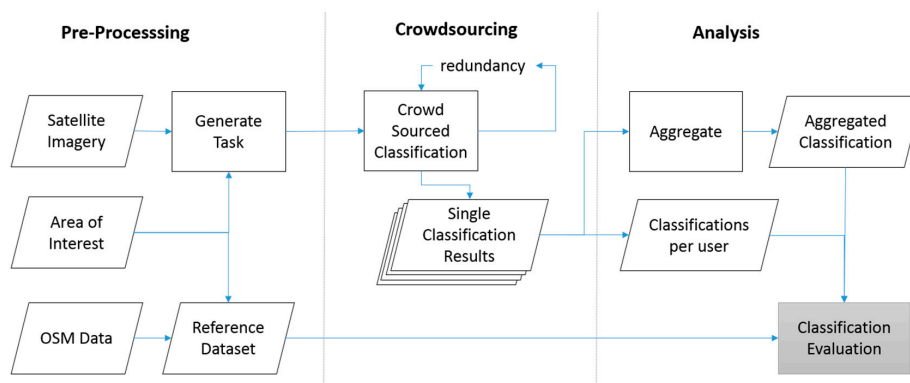 Pre-Processsing
Crowdsourcing
Analysis
redundancy
Satellite
Imagery
Generate
Task
Crowd
Sourced
Classification
Aggregate
Aggregated
Classification
Area of
Interest
Single
Classification
Results
Classifications
per user
OSM Data
Reference
Dataset
Classification
Evaluation